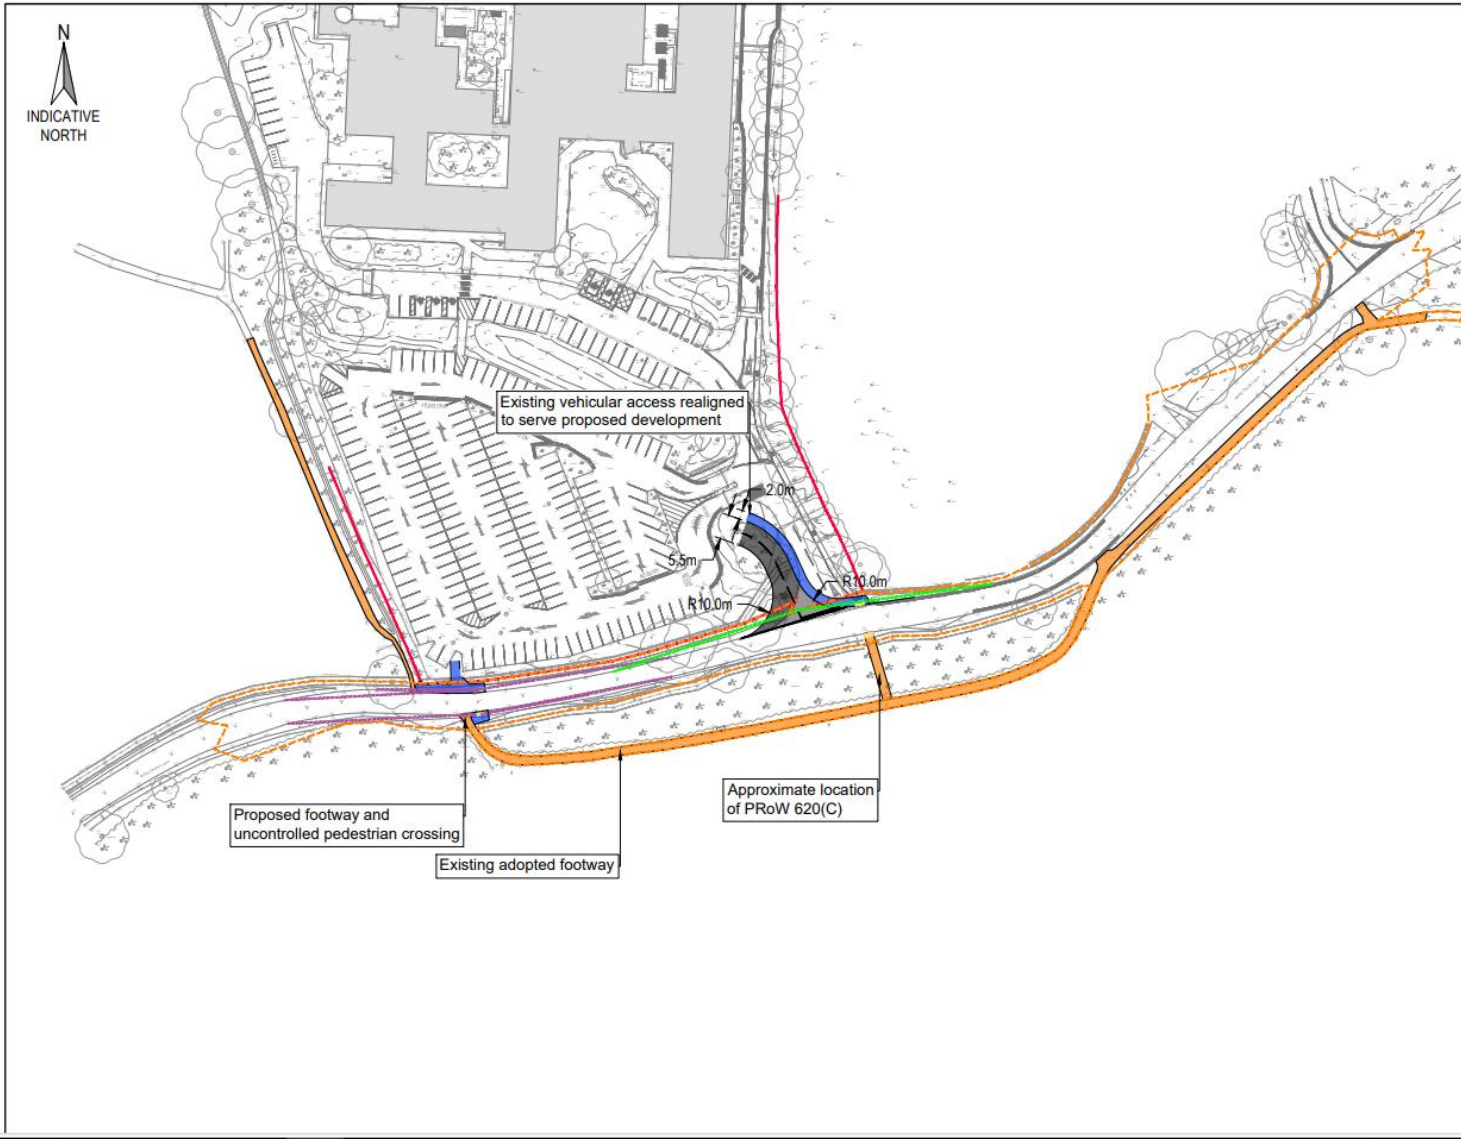 N
INDICATIVE
NORTH
Existing vehicular access realigned
to serve proposed development
2.0m
5.5m
R10.0m
R10.0m
Proposed footway and
uncontrolled pedestrian crossing
Existing adopted footway
Approximate location
of PRoW 620(C)